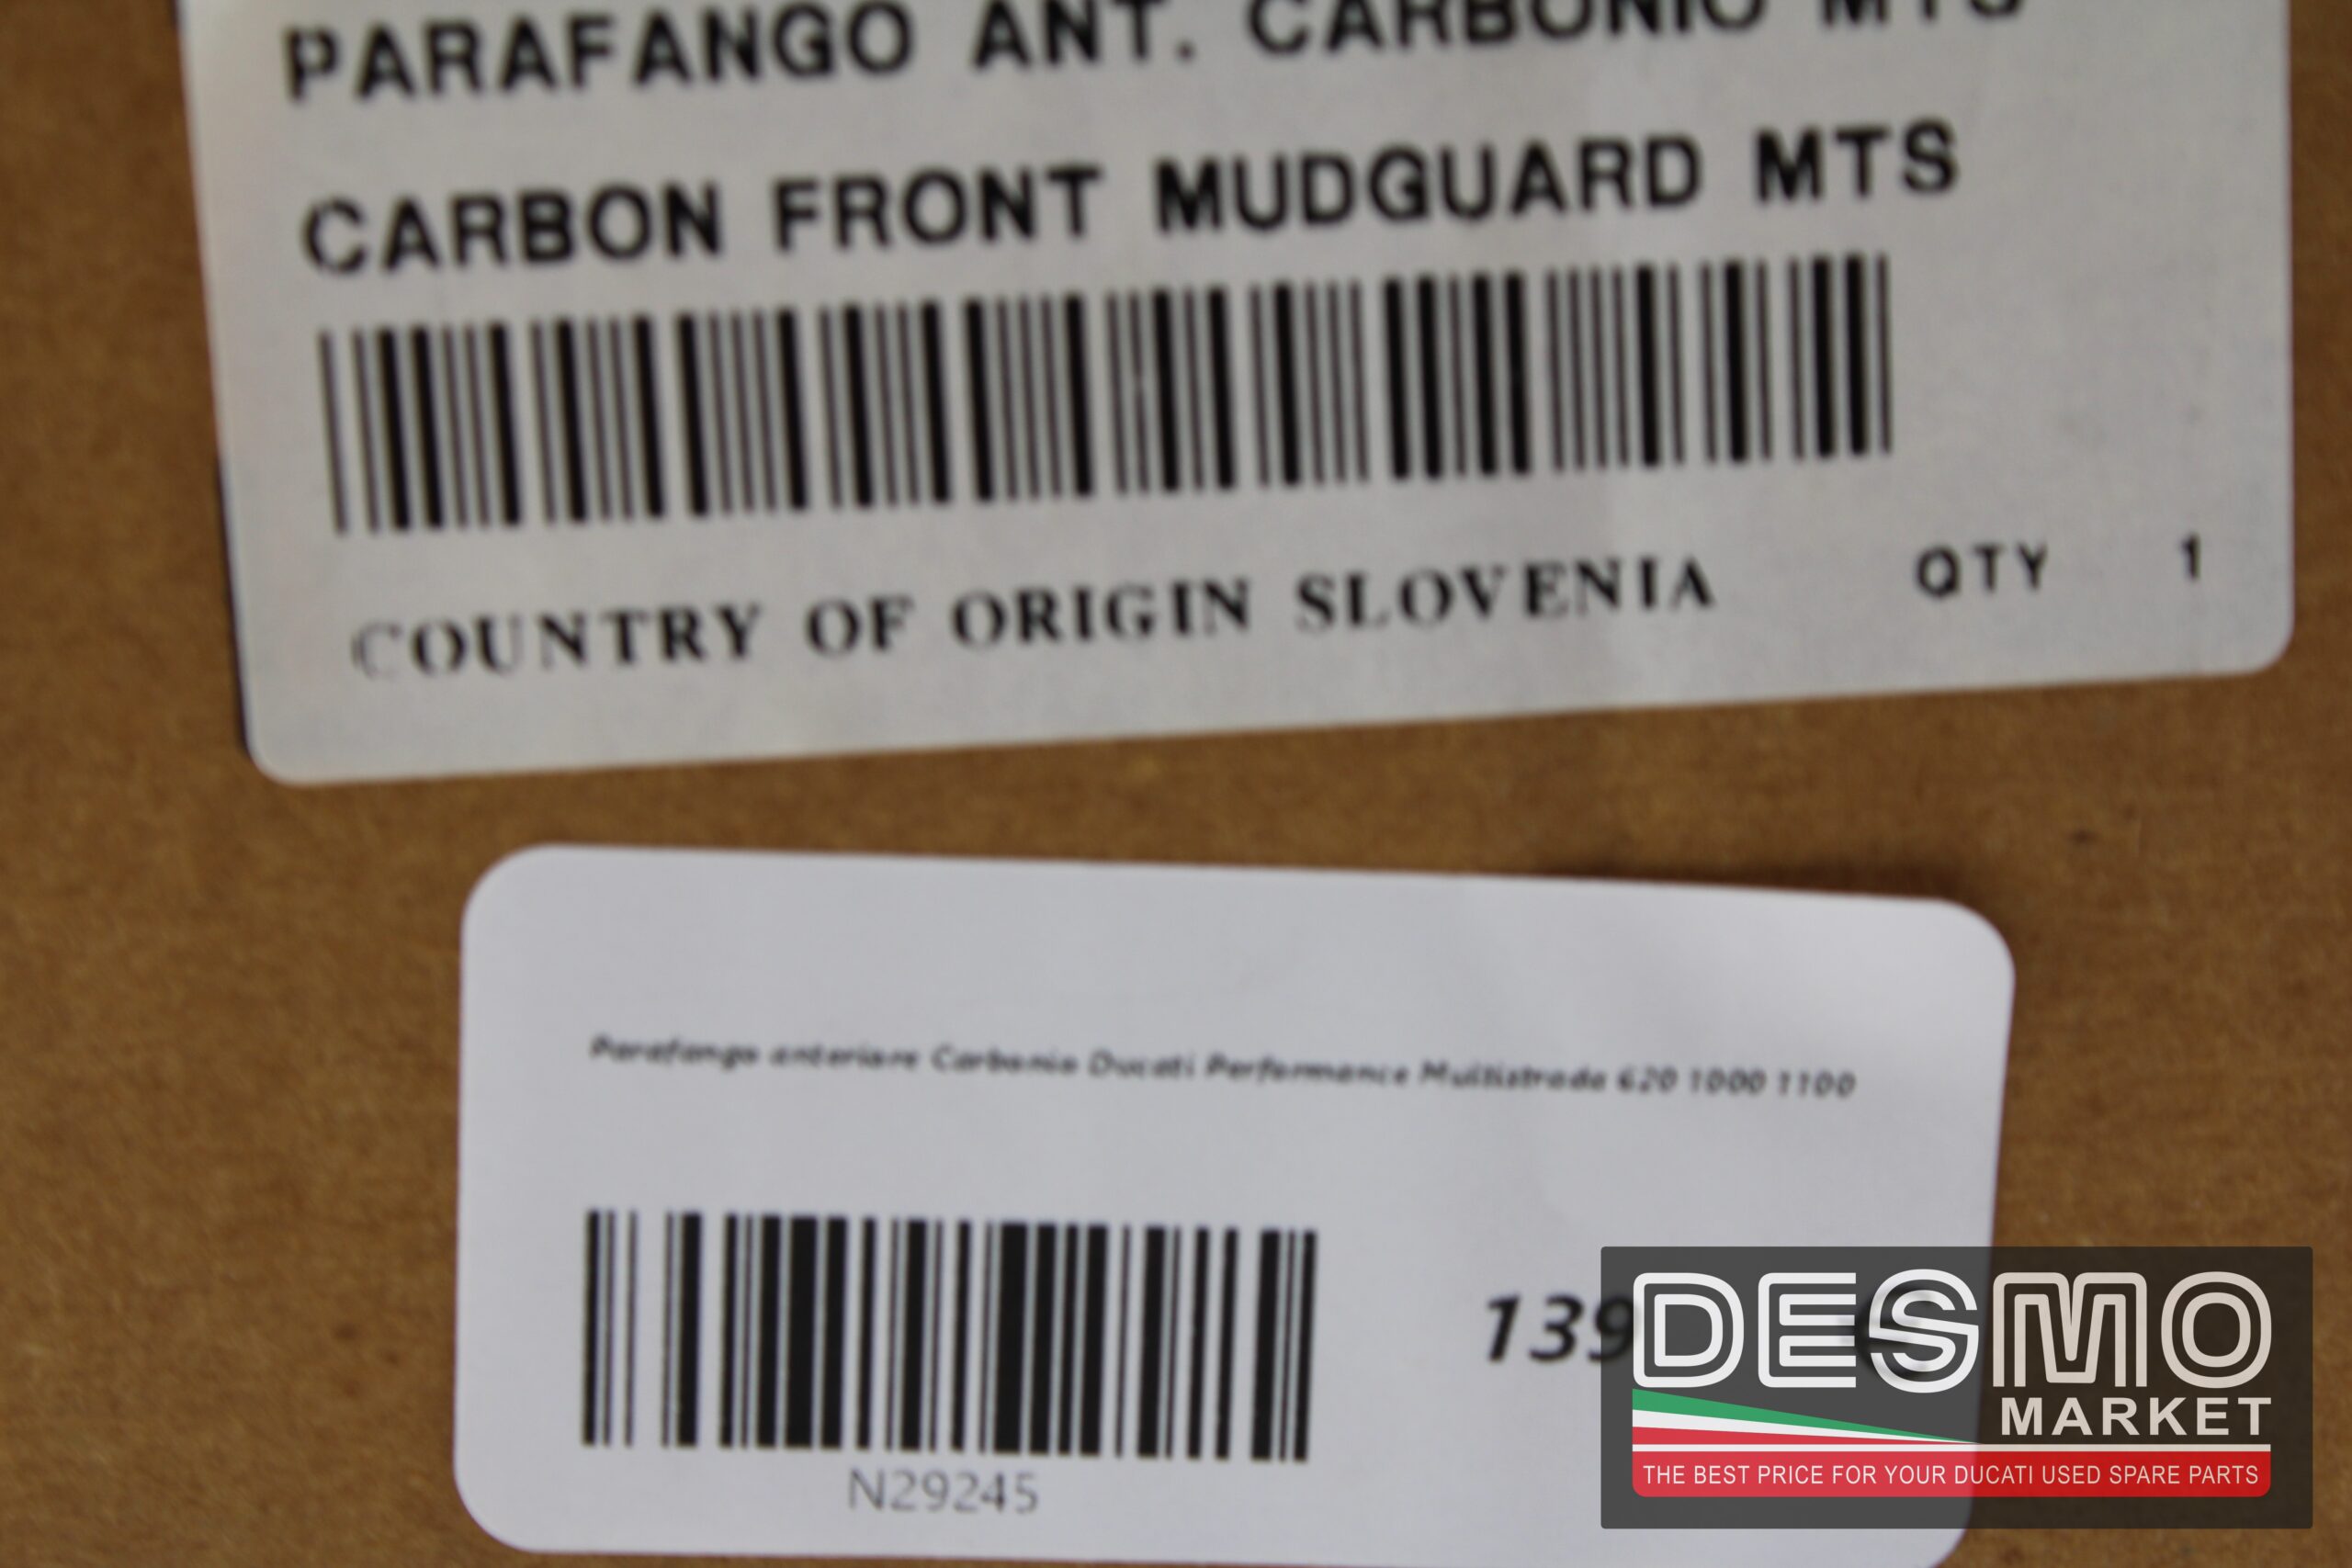 PARAFANGO ANT. CARBONIO MTS
CARBON FRONT MUDGUARD MTS
COUNTRY OF ORIGIN SLOVENIA QTY 1
Parafango anteriore Carbonio Ducati Performance Multistrada 620 1000 1100
139
N29245
DESMO
MARKET
THE BEST PRICE FOR YOUR DUCATI USED SPARE PARTS